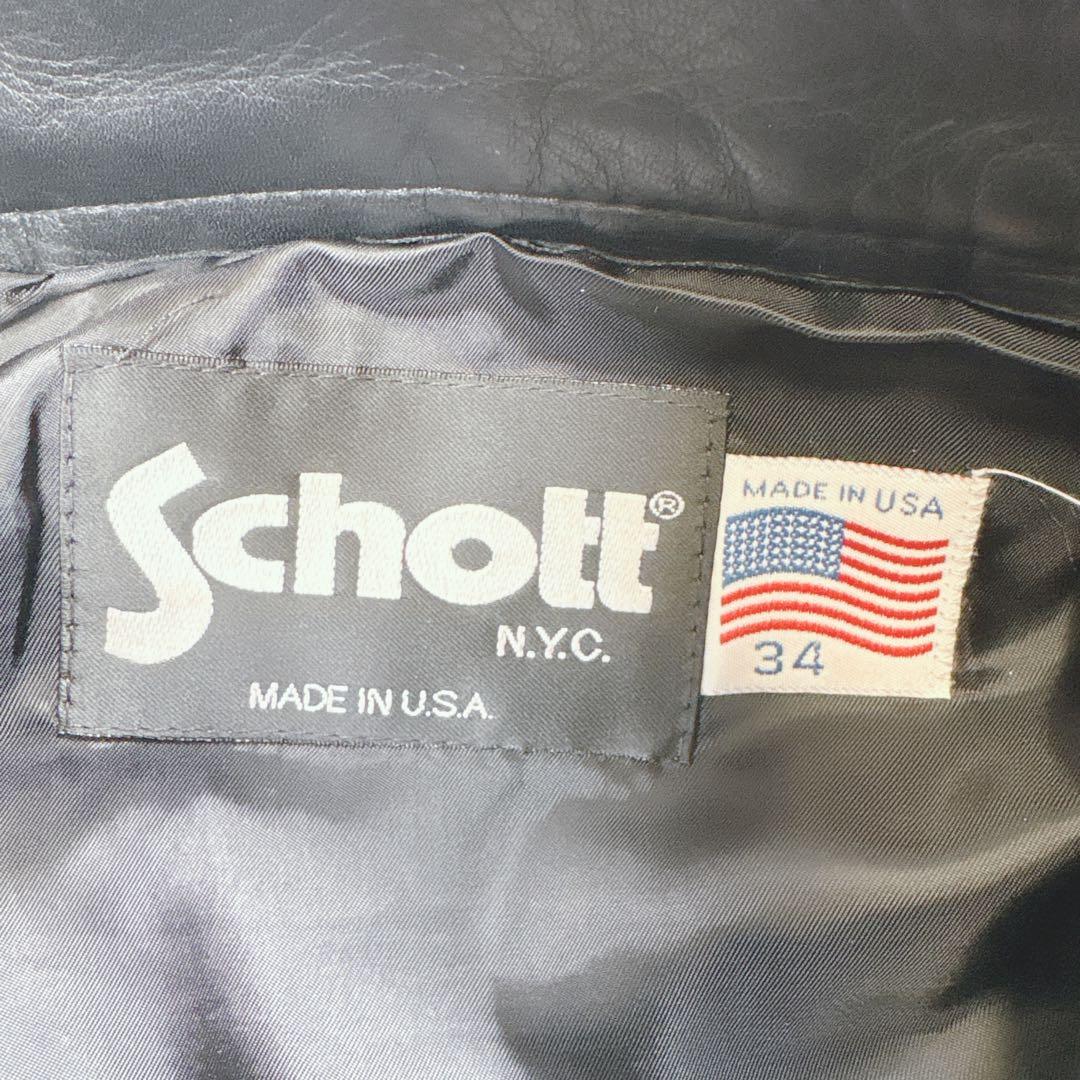 Schott®
N.Y.C.
MADE IN U.S.A.
MADE IN USA
34